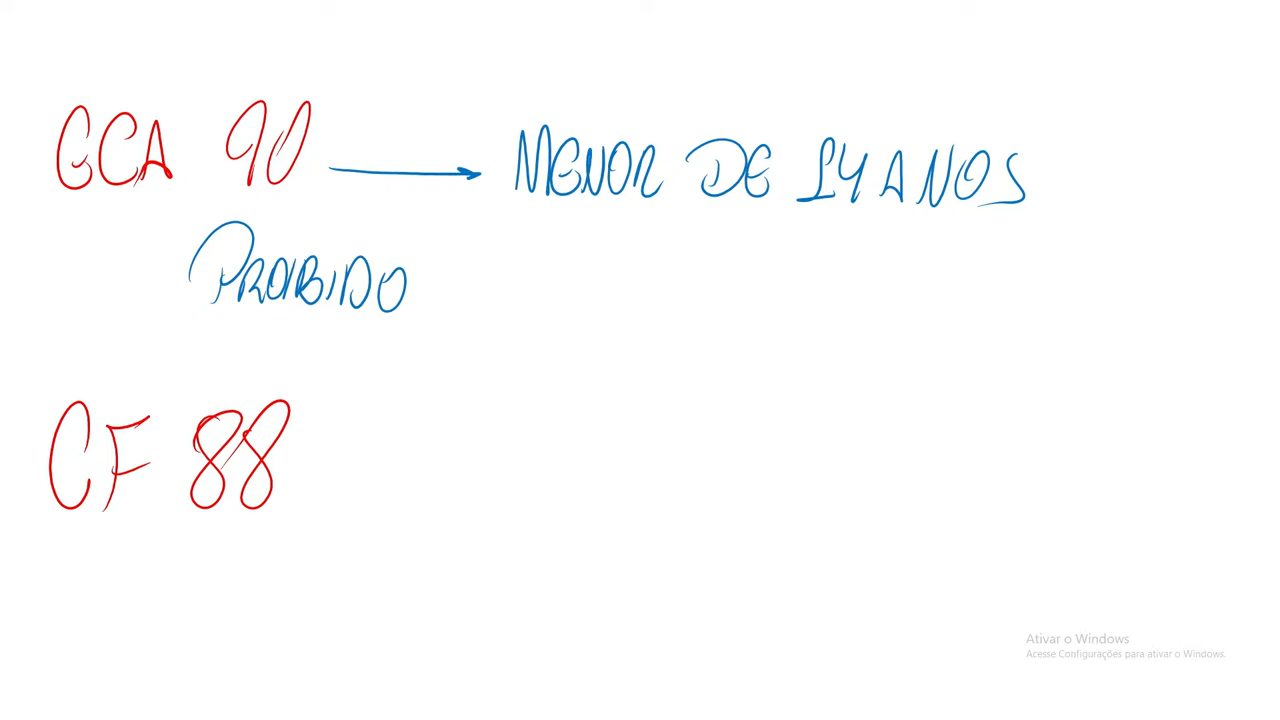 ECA 90 → MENOR DE 14 ANOS
PROIBIDO
CF 88
Ativar o Windows
Acesse Configurações para ativar o Windows.